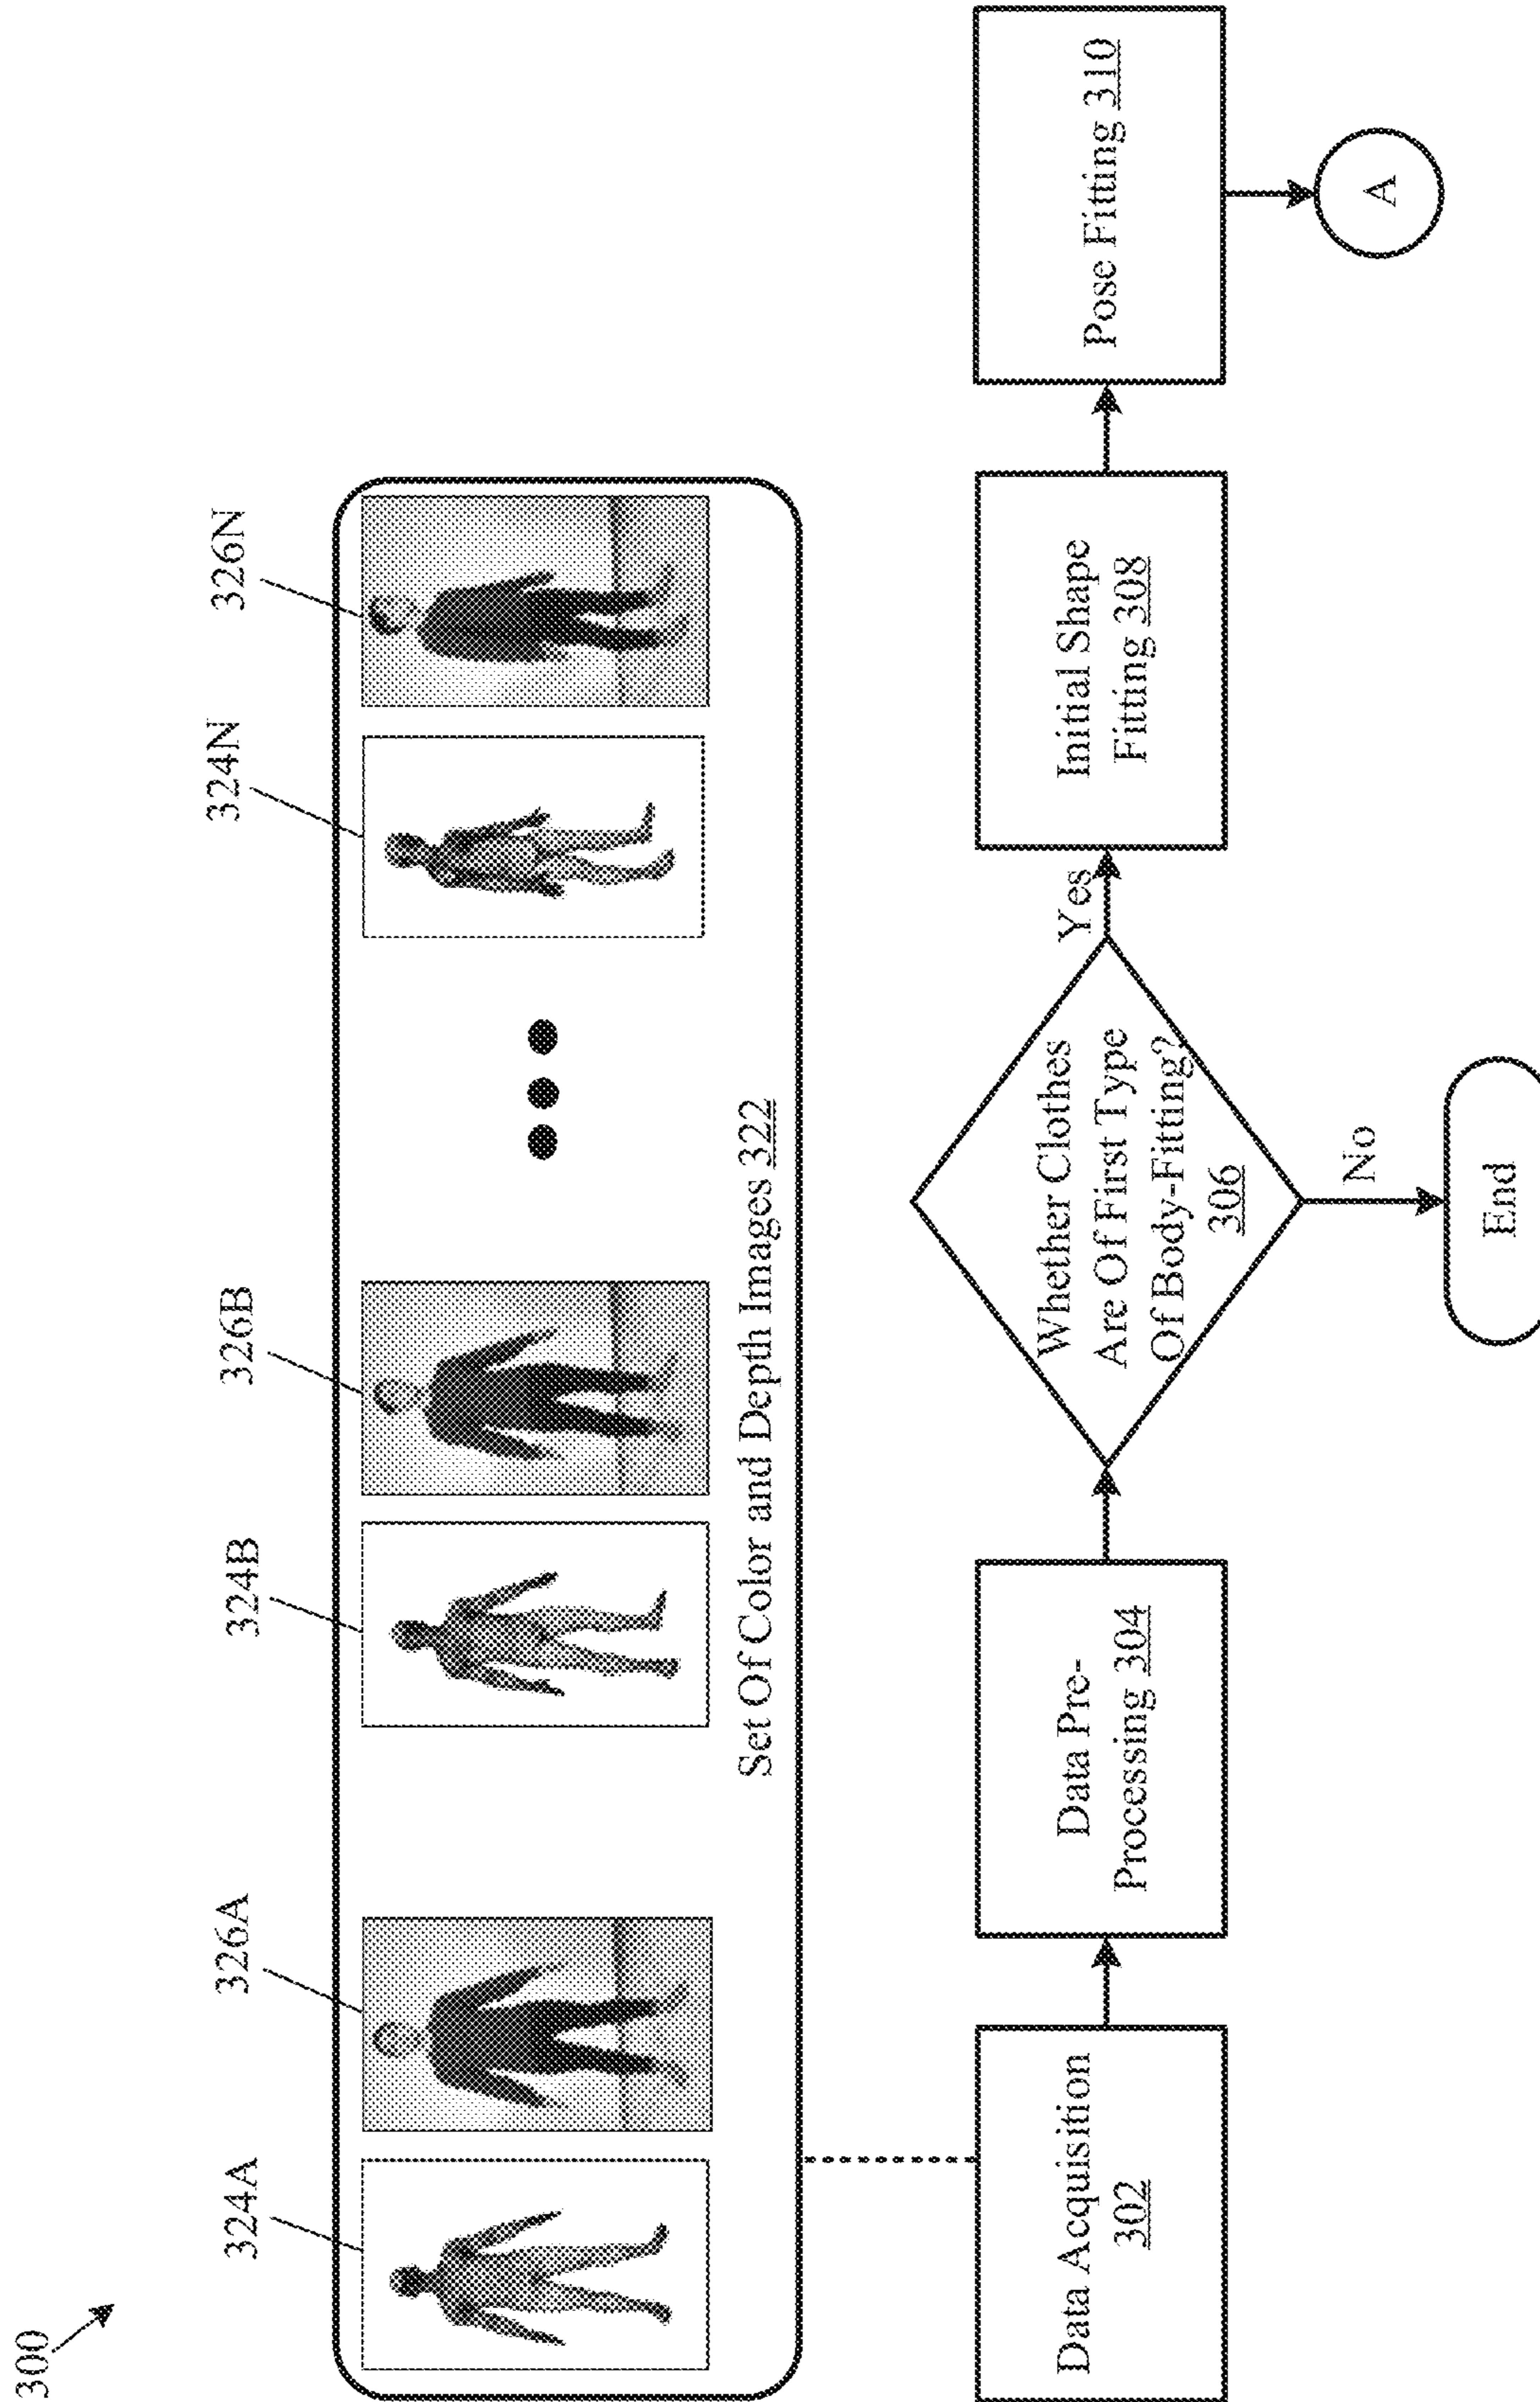 300
324A
326A
324B
326B
324N
326N
Set Of Color and Depth Images 322
Data Acquisition
302
Data Pre-
Processing 304
Whether Clothes
Are Of First Type
Of Body-Fitting?
306
Yes
No
End
Initial Shape
Fitting 308
Pose Fitting 310
A